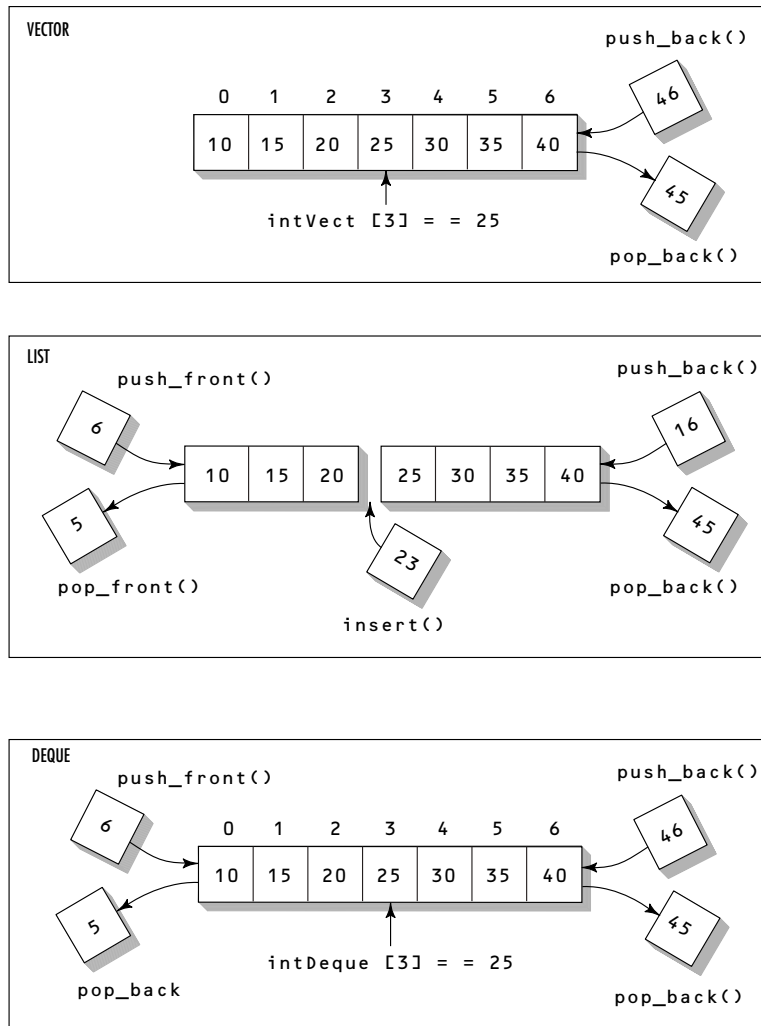 VECTOR
push_back()
46
0 1 2 3 4 5 6
10 15 20 25 30 35 40
45
intVect [3] = = 25
pop_back()
LIST
push_front()
push_back()
6
16
10 15 20 25 30 35 40
5
45
23
pop_front()
pop_back()
insert()
DEQUE
push_front()
push_back()
6
46
0 1 2 3 4 5 6
10 15 20 25 30 35 40
5
45
intDeque [3] = = 25
pop_back
pop_back()